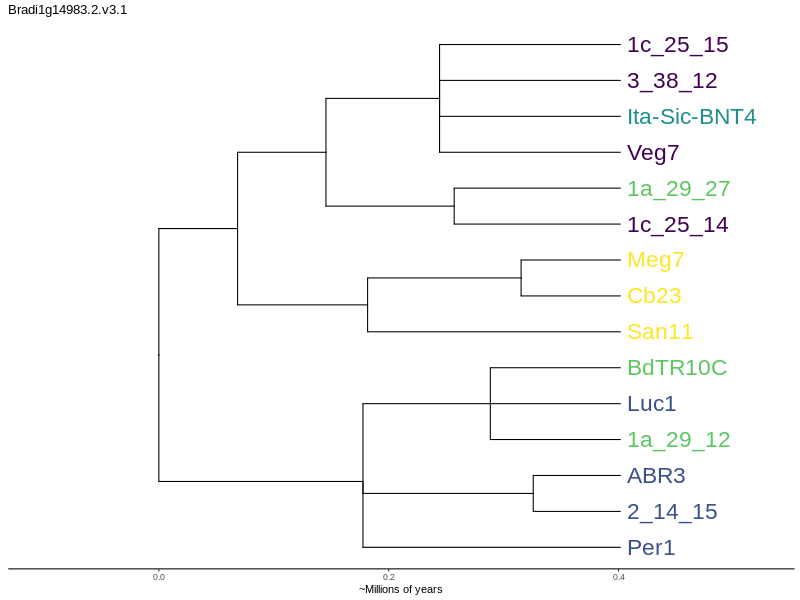 Bradi1g14983.2.v3.1
1c_25_15
3_38_12
Ita-Sic-BNT4
Veg7
1a_29_27
1c_25_14
Meg7
Cb23
San11
BdTR10C
Luc1
1a_29_12
ABR3
2_14_15
Per1
0.0 0.2 0.4
~Millions of years